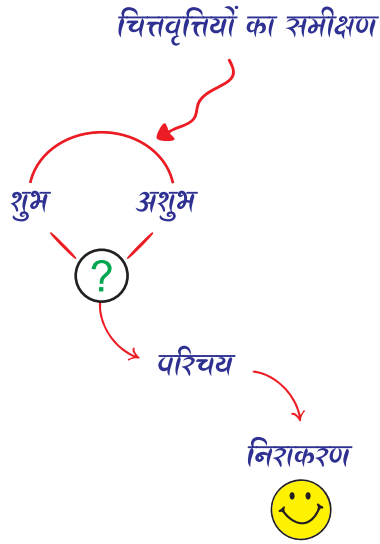 चित्तवृत्तियों का समीक्षण
शुभ
अशुभ
?
परिचय
निराकरण